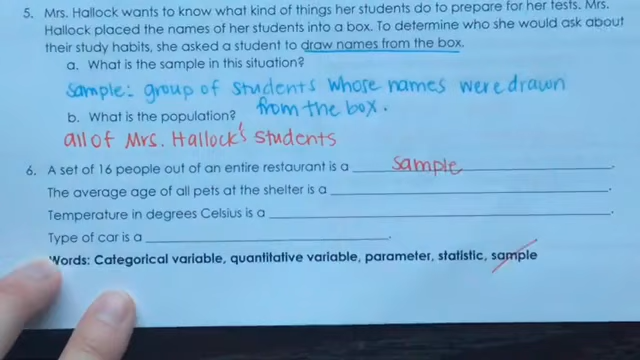 5. Mrs. Hallock wants to know what kind of things her students do to prepare for her tests. Mrs.
Hallock placed the names of her students into a box. To determine who she would ask about
their study habits, she asked a student to draw names from the box.
a. What is the sample in this situation?
Sample: group of students whose names were drawn
from the box.
b. What is the population?
all of Mrs. Hallock's students
6. A set of 16 people out of an entire restaurant is a sample.
The average age of all pets at the shelter is a .
Temperature in degrees Celsius is a .
Type of car is a .
Words: Categorical variable, quantitative variable, parameter, statistic, sample